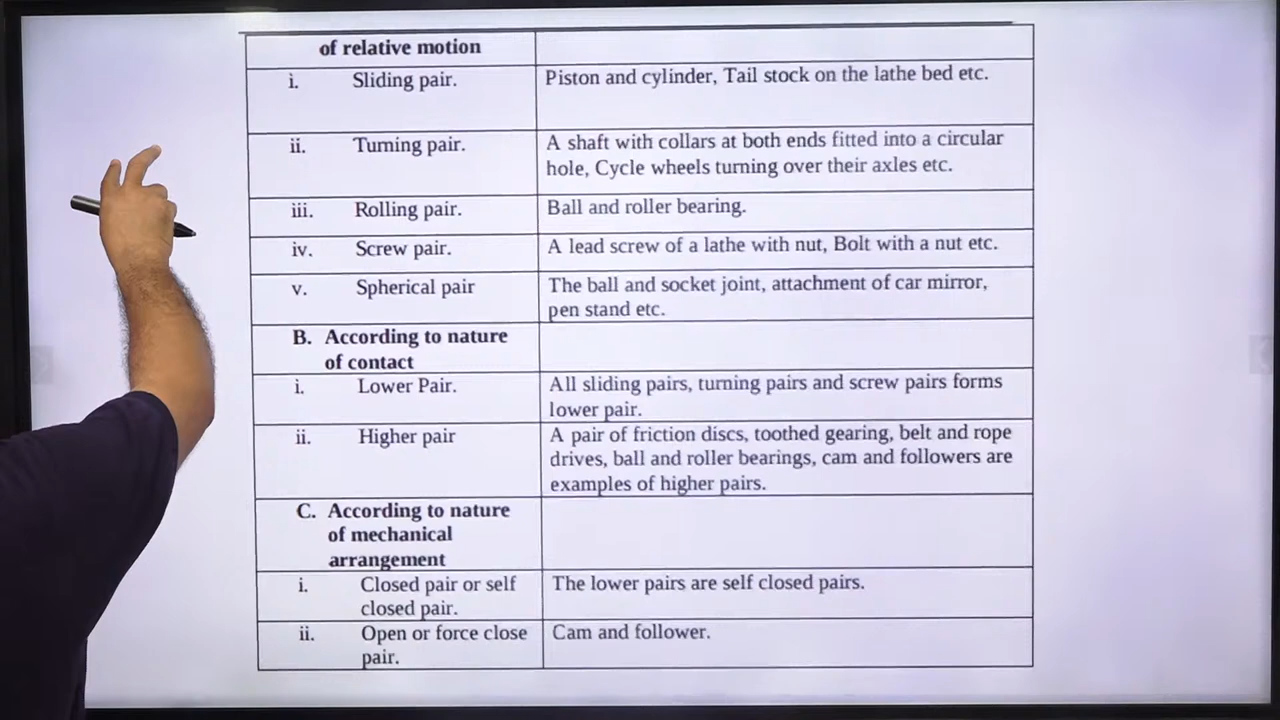 of relative motion
i. Sliding pair.
Piston and cylinder, Tail stock on the lathe bed etc.
ii. Turning pair.
A shaft with collars at both ends fitted into a circular
hole, Cycle wheels turning over their axles etc.
iii. Rolling pair.
Ball and roller bearing.
iv. Screw pair.
A lead screw of a lathe with nut, Bolt with a nut etc.
v. Spherical pair
The ball and socket joint, attachment of car mirror,
pen stand etc.
B. According to nature
of contact
i. Lower Pair.
All sliding pairs, turning pairs and screw pairs forms
lower pair.
ii. Higher pair
A pair of friction discs, toothed gearing, belt and rope
drives, ball and roller bearings, cam and followers are
examples of higher pairs.
C. According to nature
of mechanical
arrangement
i. Closed pair or self
closed pair.
The lower pairs are self closed pairs.
ii. Open or force close
pair.
Cam and follower.